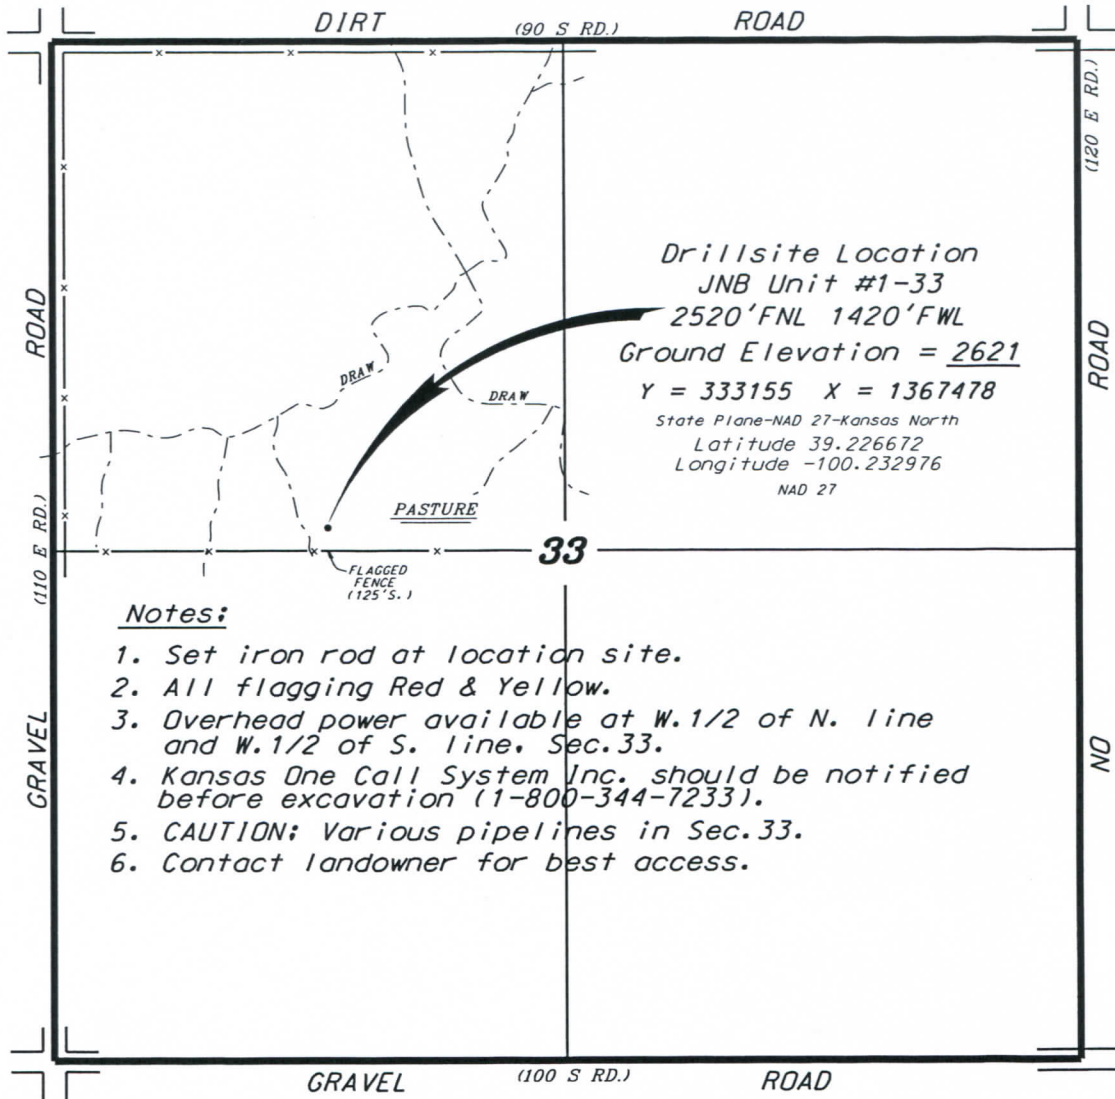 DIRT (90 S RD.) ROAD
(120 E RD.)
Drillsite Location
JNB Unit #1-33
2520'FNL 1420'FWL
Ground Elevation = 2621
Y = 333155 X = 1367478
State Plane-NAD 27-Kansas North
Latitude 39.226672
Longitude -100.232976
NAD 27
ROAD
ROAD
DRAW
DRAW
PASTURE
(110 E RD.)
33
FLAGGED
FENCE
(125'S.)
Notes:
1. Set iron rod at location site.
2. All flagging Red & Yellow.
3. Overhead power available at W.1/2 of N. line
and W.1/2 of S. line, Sec.33.
4. Kansas One Call System Inc. should be notified
before excavation (1-800-344-7233).
5. CAUTION: Various pipelines in Sec.33.
6. Contact landowner for best access.
GRAVEL
NO
GRAVEL (100 S RD.) ROAD